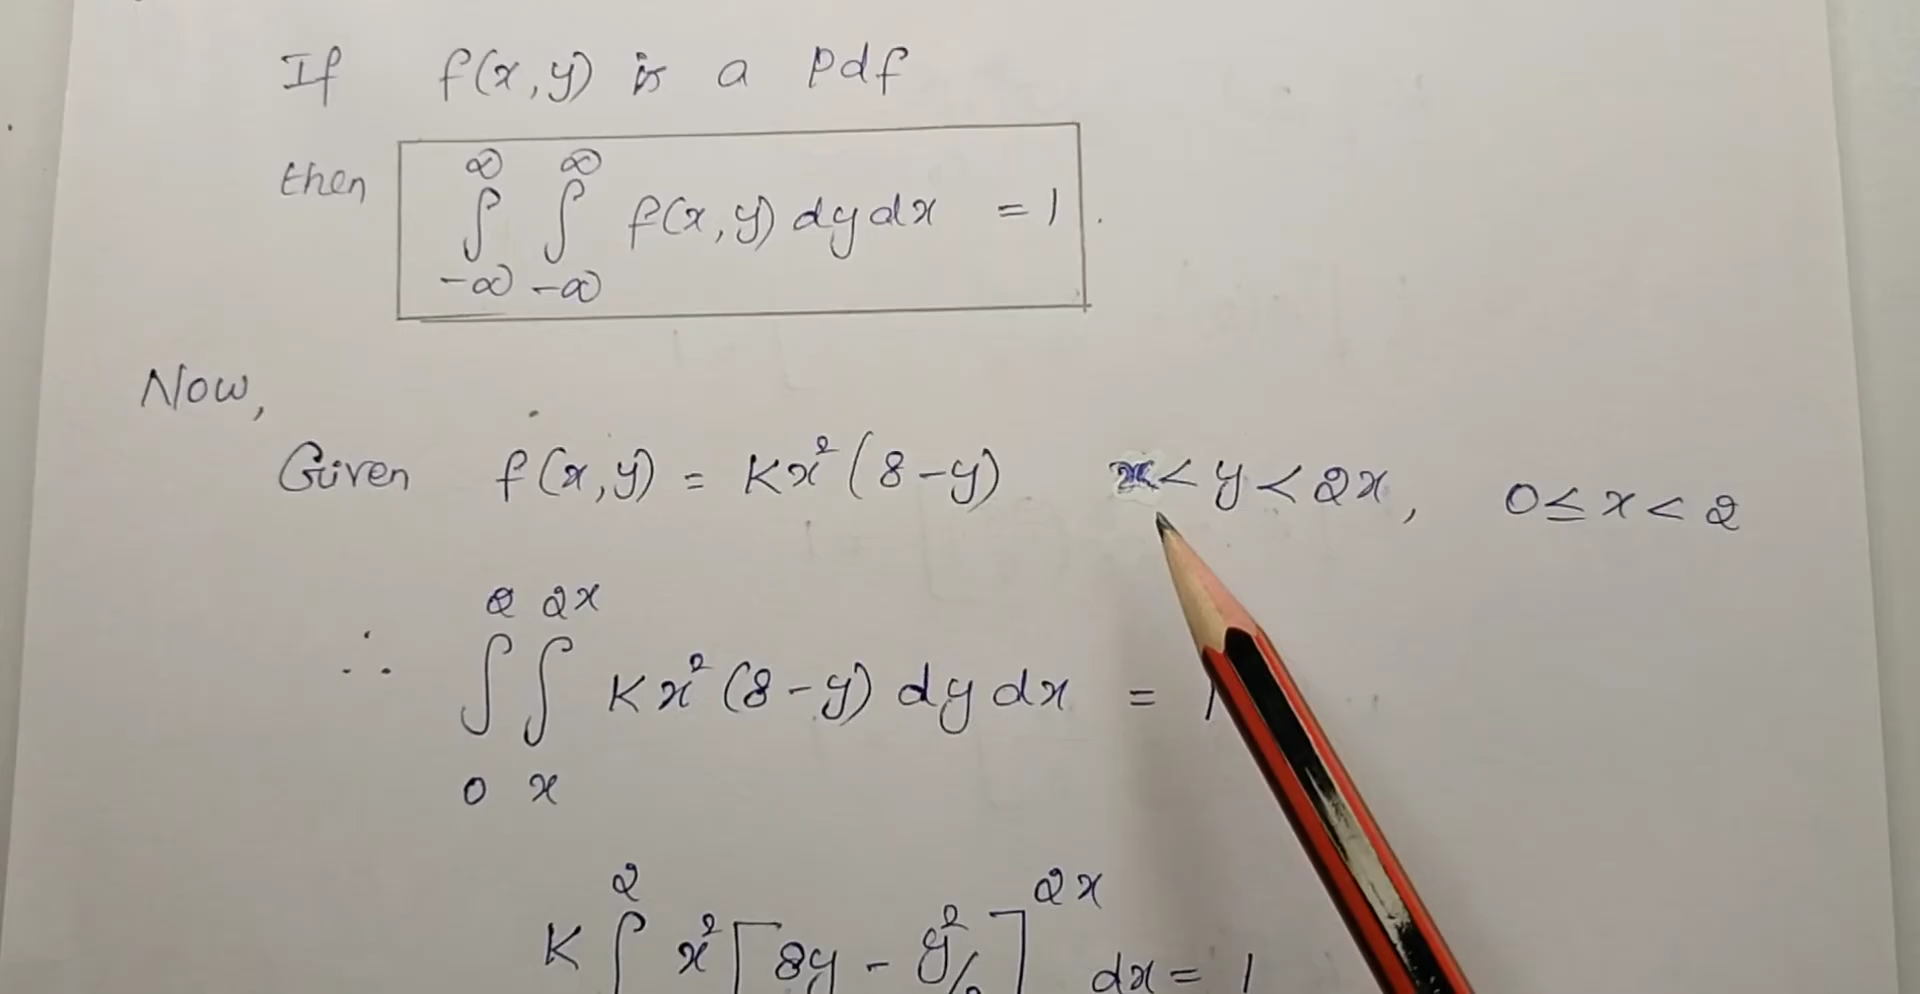 If f(x,y) is a pdf
then ∫_{-∞}^{∞} ∫_{-∞}^{∞} f(x,y) dy dx = 1.
Now,
Given f(x,y) = Kx²(8-y) x<y<2x, 0≤x<2
∴ ∫_{0}^{2} ∫_{x}^{2x} Kx²(8-y) dy dx = 1
K ∫^{2} x² [8y - y²/2]^{2x} dx = 1